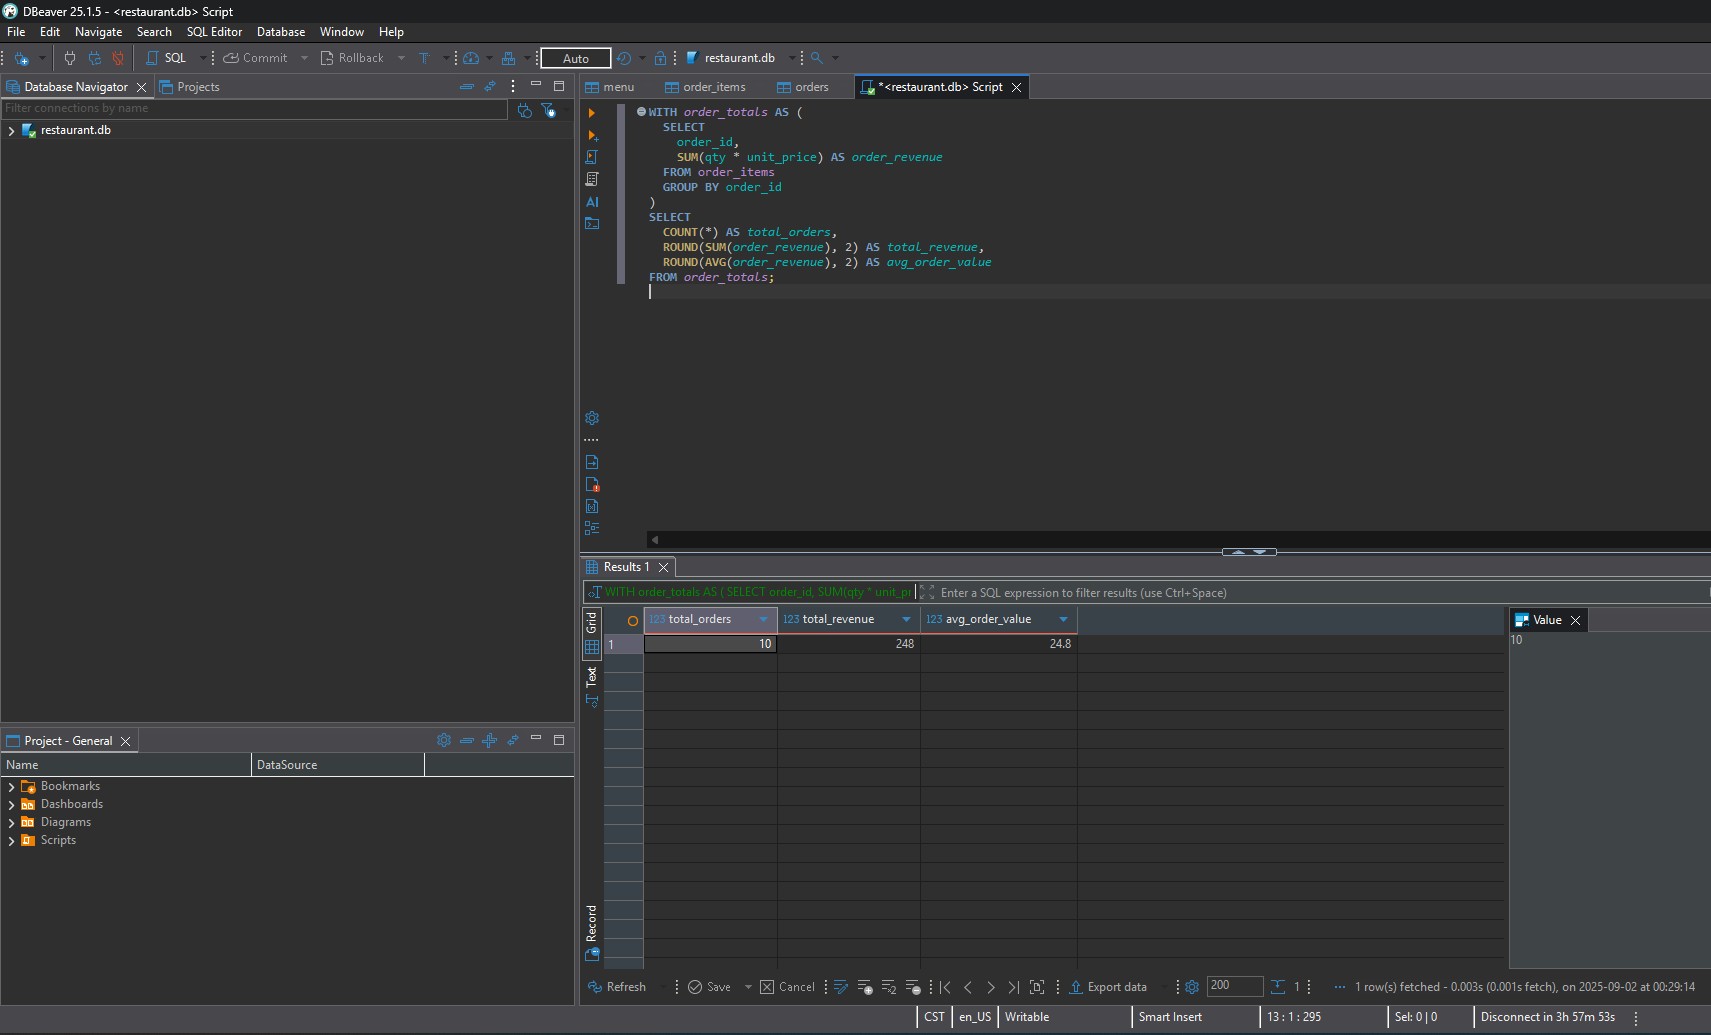 DBeaver 25.1.5 - <restaurant.db> Script
File Edit Navigate Search SQL Editor Database Window Help
SQL Commit Rollback T Auto restaurant.db
Database Navigator Projects
Filter connections by name
restaurant.db
menu order_items orders *<restaurant.db> Script
WITH order_totals AS (
SELECT
order_id,
SUM(qty * unit_price) AS order_revenue
FROM order_items
GROUP BY order_id
)
SELECT
COUNT(*) AS total_orders,
ROUND(SUM(order_revenue), 2) AS total_revenue,
ROUND(AVG(order_revenue), 2) AS avg_order_value
FROM order_totals;
AI
Results 1
WITH order_totals AS ( SELECT order_id, SUM(qty * unit_pr
Enter a SQL expression to filter results (use Ctrl+Space)
Grid
Text
Record
123 total_orders 123 total_revenue 123 avg_order_value
1 10 248 24.8
Value
10
Project - General
Name DataSource
Bookmarks
Dashboards
Diagrams
Scripts
Refresh Save Cancel Export data 200 1 ... 1 row(s) fetched - 0.003s (0.001s fetch), on 2025-09-02 at 00:29:14
CST en_US Writable Smart Insert 13 : 1 : 295 Sel: 0 | 0 Disconnect in 3h 57m 53s